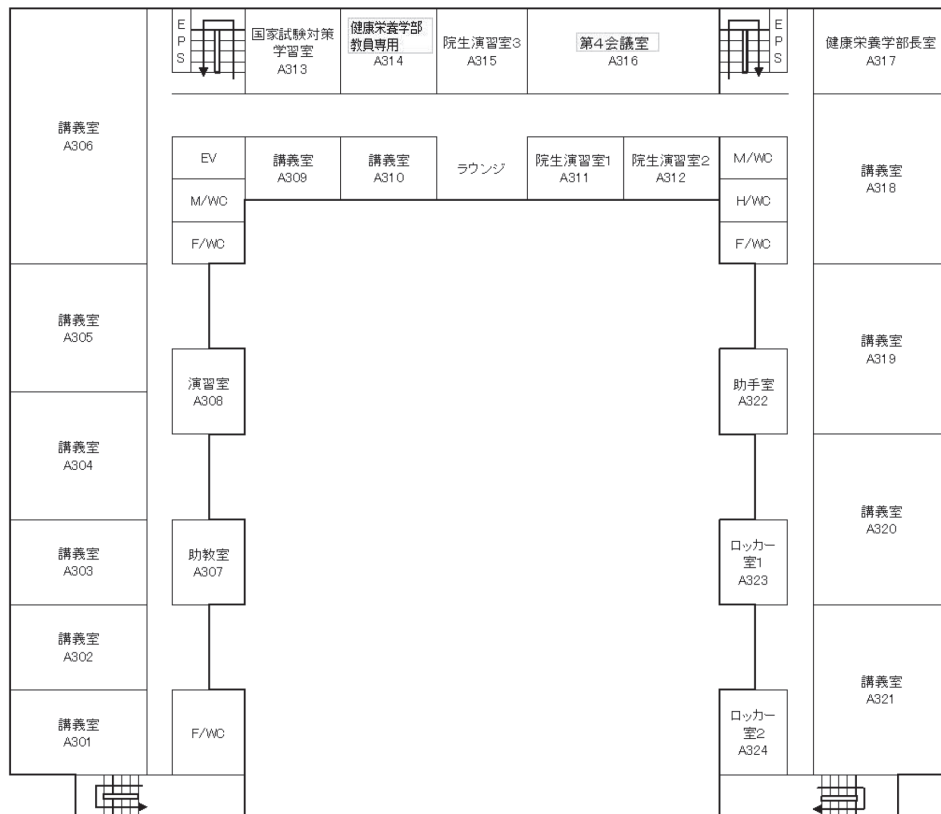 E
P
S
国家試験対策
学習室
A313
健康栄養学部
教員専用
A314
院生演習室3
A315
第4会議室
A316
E
P
S
健康栄養学部長室
A317
講義室
A306
EV
講義室
A309
講義室
A310
ラウンジ
院生演習室1
A311
院生演習室2
A312
M/WC
講義室
A318
M/WC
H/WC
F/WC
F/WC
講義室
A305
演習室
A308
助手室
A322
講義室
A319
講義室
A304
講義室
A303
助教室
A307
ロッカー
室1
A323
講義室
A320
講義室
A302
講義室
A301
F/WC
ロッカー
室2
A324
講義室
A321